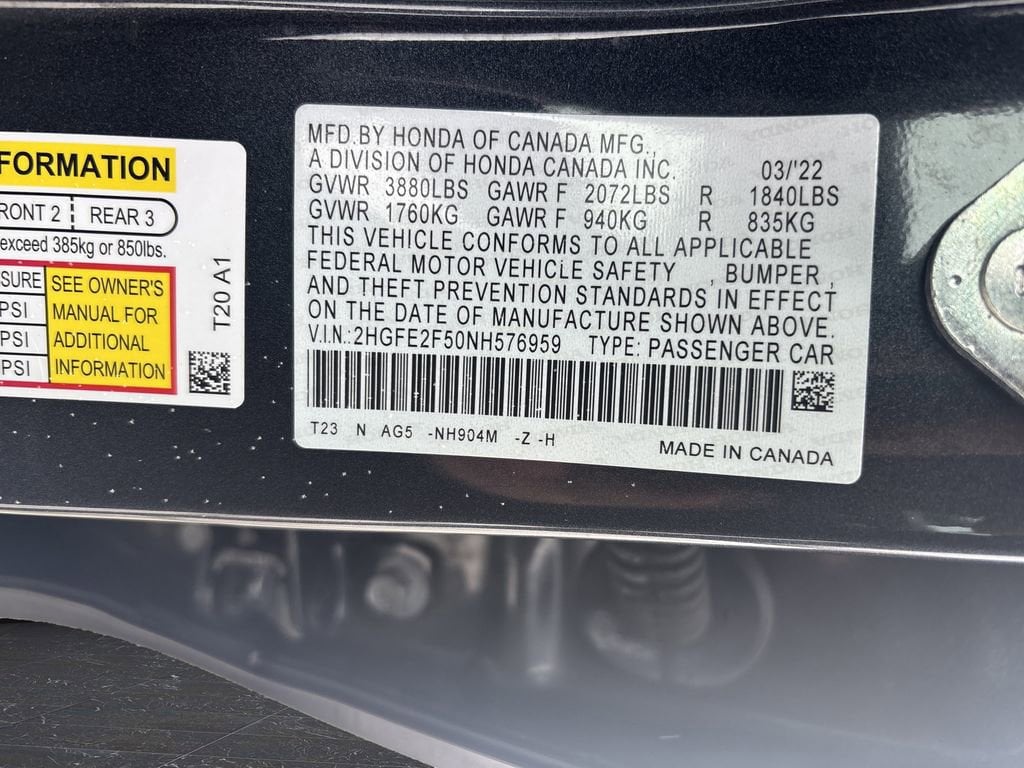 FORMATION
RONT 2 REAR 3
exceed 385kg or 850lbs.
SURE
PSI
PSI
PSI
SEE OWNER'S
MANUAL FOR
ADDITIONAL
INFORMATION
T20 A1
MFD.BY HONDA OF CANADA MFG.,
A DIVISION OF HONDA CANADA INC. 03/'22
GVWR 3880LBS GAWR F 2072LBS R 1840LBS
GVWR 1760KG GAWR F 940KG R 835KG
THIS VEHICLE CONFORMS TO ALL APPLICABLE
FEDERAL MOTOR VEHICLE SAFETY , BUMPER ,
AND THEFT PREVENTION STANDARDS IN EFFECT
ON THE DATE OF MANUFACTURE SHOWN ABOVE.
V.I.N.:2HGFE2F50NH576959 TYPE: PASSENGER CAR
T23 N AG5 -NH904M -Z -H
MADE IN CANADA